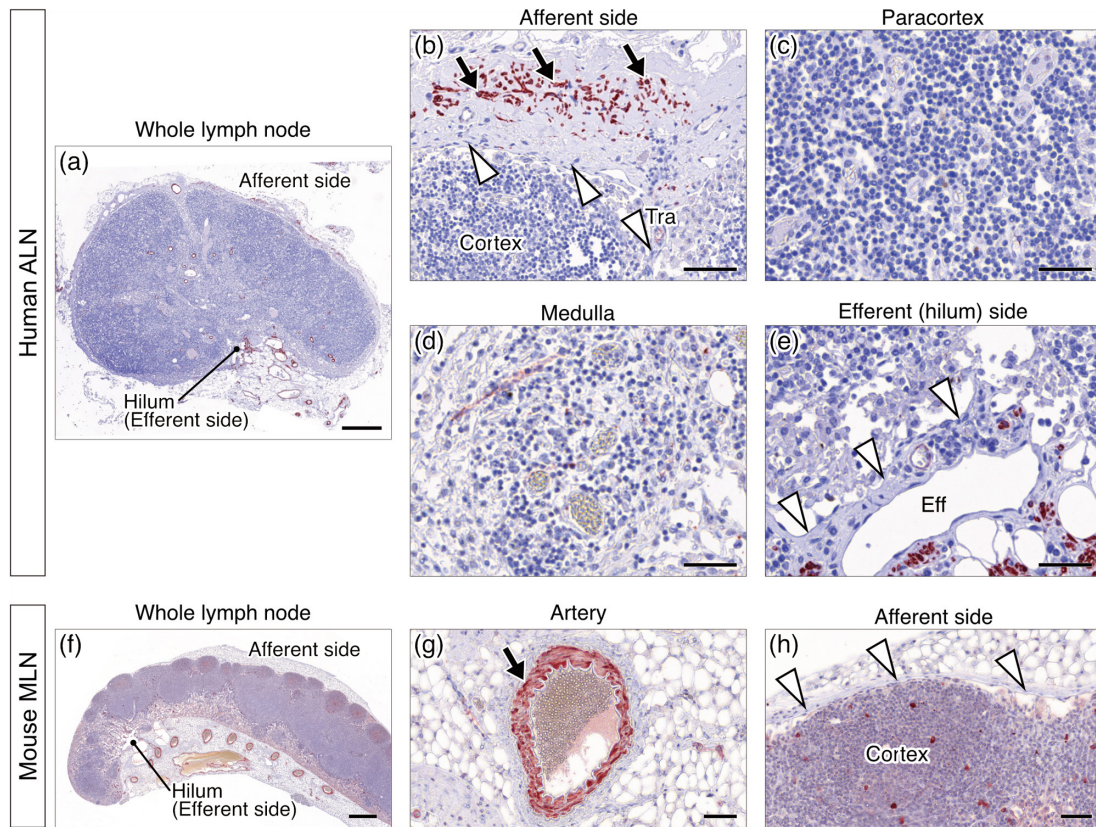 Human ALN
Whole lymph node
(a)
Afferent side
Hilum
(Efferent side)
Afferent side
(b)
Tra
Cortex
Paracortex
(c)
Medulla
(d)
Efferent (hilum) side
(e)
Eff
Mouse MLN
Whole lymph node
(f)
Afferent side
Hilum
(Efferent side)
Artery
(g)
Afferent side
(h)
Cortex